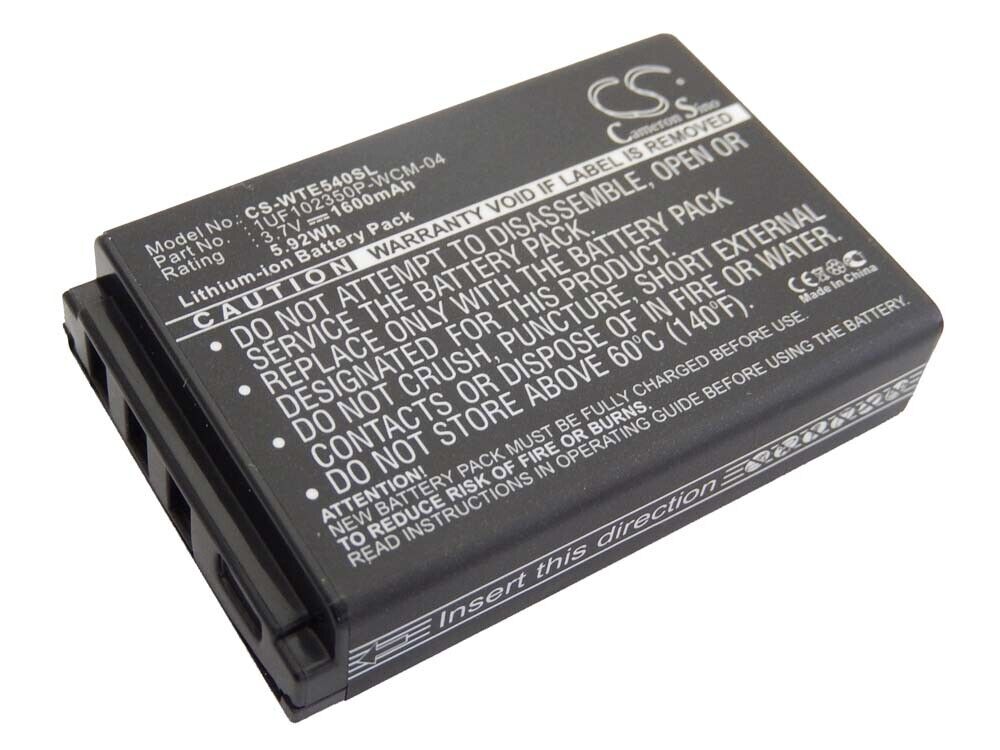 CS
Cameron Sino
Model No.: CS-WTE540SL
Part No. : 1UF102350P-WCM-04
Rating : 3.7V 1600mAh
5.92Wh
Lithium-ion Battery Pack
CAUTION WARRANTY VOID IF LABEL IS REMOVED
• DO NOT ATTEMPT TO DISASSEMBLE, OPEN OR
SERVICE THE BATTERY PACK
• REPLACE ONLY WITH THE BATTERY PACK
DESIGNATED FOR THIS PRODUCT
• DO NOT CRUSH, PUNCTURE, SHORT EXTERNAL
CONTACTS OR DISPOSE OF IN FIRE OR WATER
• DO NOT STORE ABOVE 60°C (140°F)
ATTENTION!
NEW BATTERY PACK MUST BE FULLY CHARGED BEFORE USE.
TO REDUCE RISK OF FIRE OR BURNS,
READ INSTRUCTION OPERATING GUIDE BEFORE USING THE BATTERY.
CE
Made in China
Insert this direction